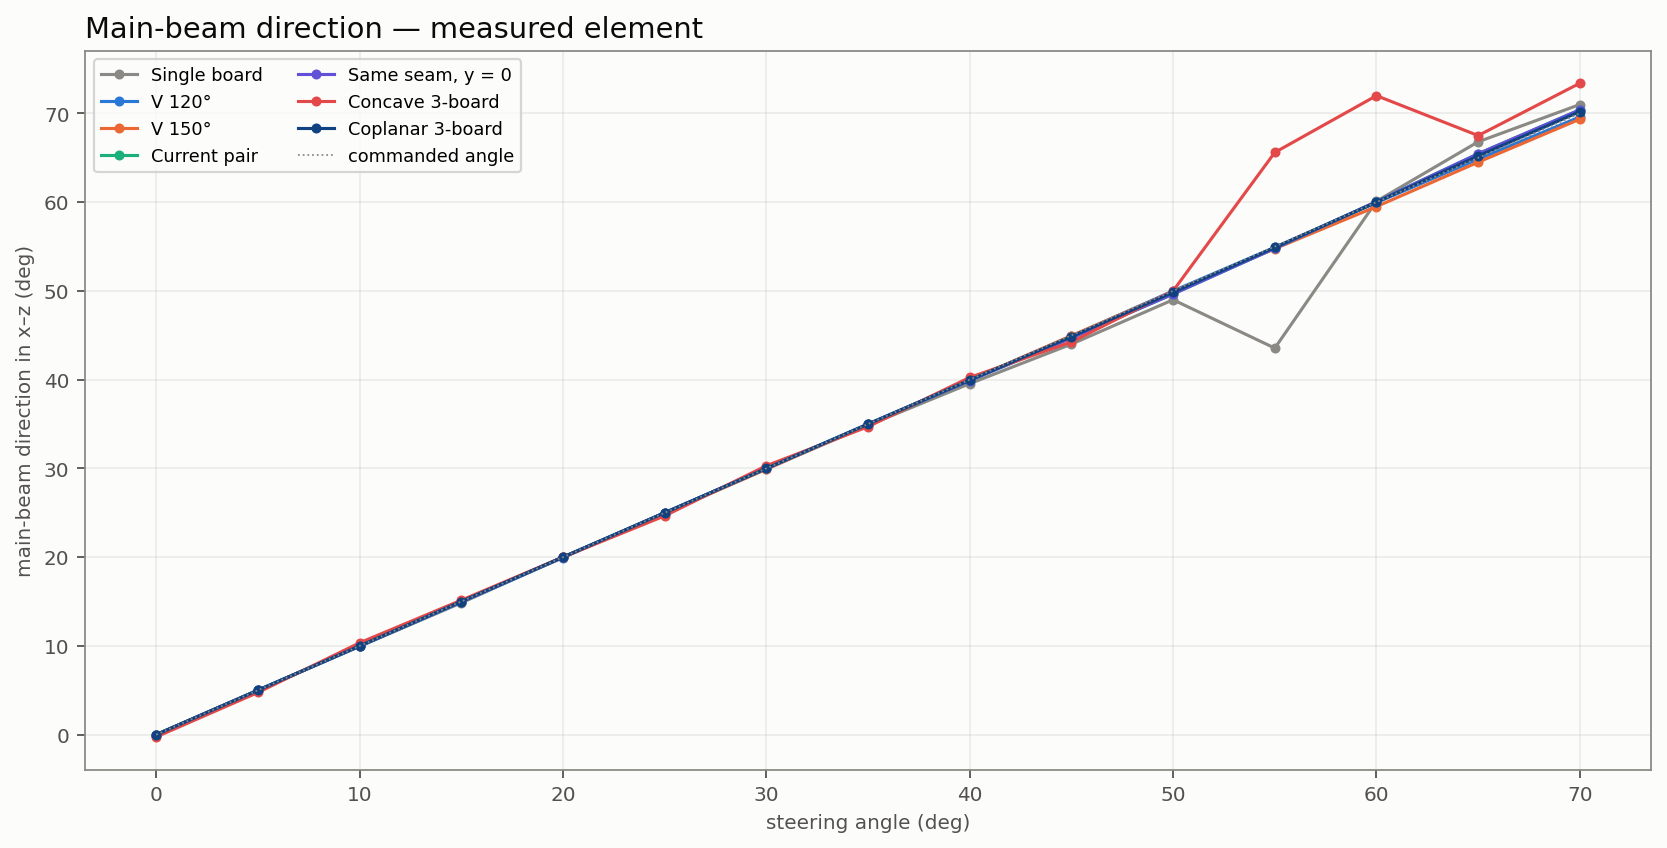 Main-beam direction — measured element
Single board
V 120°
V 150°
Current pair
Same seam, y = 0
Concave 3-board
Coplanar 3-board
commanded angle
main-beam direction in x–z (deg)
70
60
50
40
30
20
10
0
0 10 20 30 40 50 60 70
steering angle (deg)